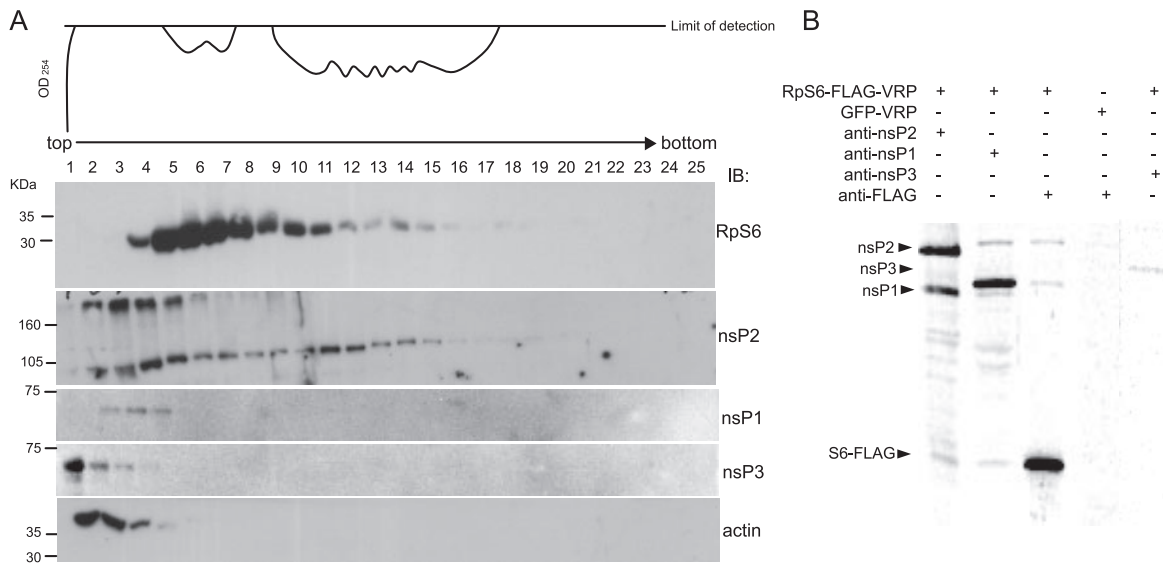 A
Limit of detection
OD 254
top
bottom
1 2 3 4 5 6 7 8 9 10 11 12 13 14 15 16 17 18 19 20 21 22 23 24 25
IB:
KDa
35
30
RpS6
160
105
nsP2
75
nsP1
75
nsP3
35
30
actin
B
RpS6-FLAG-VRP + + + - +
GFP-VRP - - - + -
anti-nsP2 + - - - -
anti-nsP1 - + - - -
anti-nsP3 - - - - +
anti-FLAG - - + + -
nsP2
nsP3
nsP1
S6-FLAG